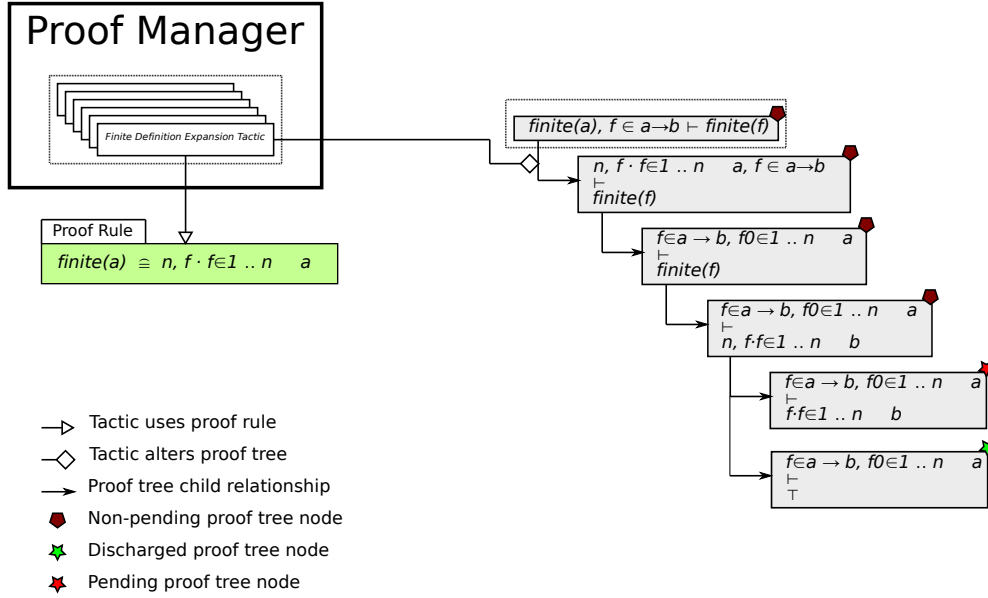 Proof Manager
Finite Definition Expansion Tactic
Proof Rule
finite(a) ≅ n, f · f∈1 .. n a
finite(a), f ∈ a→b ⊢ finite(f)
n, f · f∈1 .. n a, f ∈ a→b
⊢
finite(f)
f∈a → b, f0∈1 .. n a
⊢
finite(f)
f∈a → b, f0∈1 .. n a
⊢
n, f·f∈1 .. n b
f∈a → b, f0∈1 .. n a
⊢
f·f∈1 .. n b
f∈a → b, f0∈1 .. n a
⊢
⊤
Tactic uses proof rule
Tactic alters proof tree
Proof tree child relationship
Non-pending proof tree node
Discharged proof tree node
Pending proof tree node